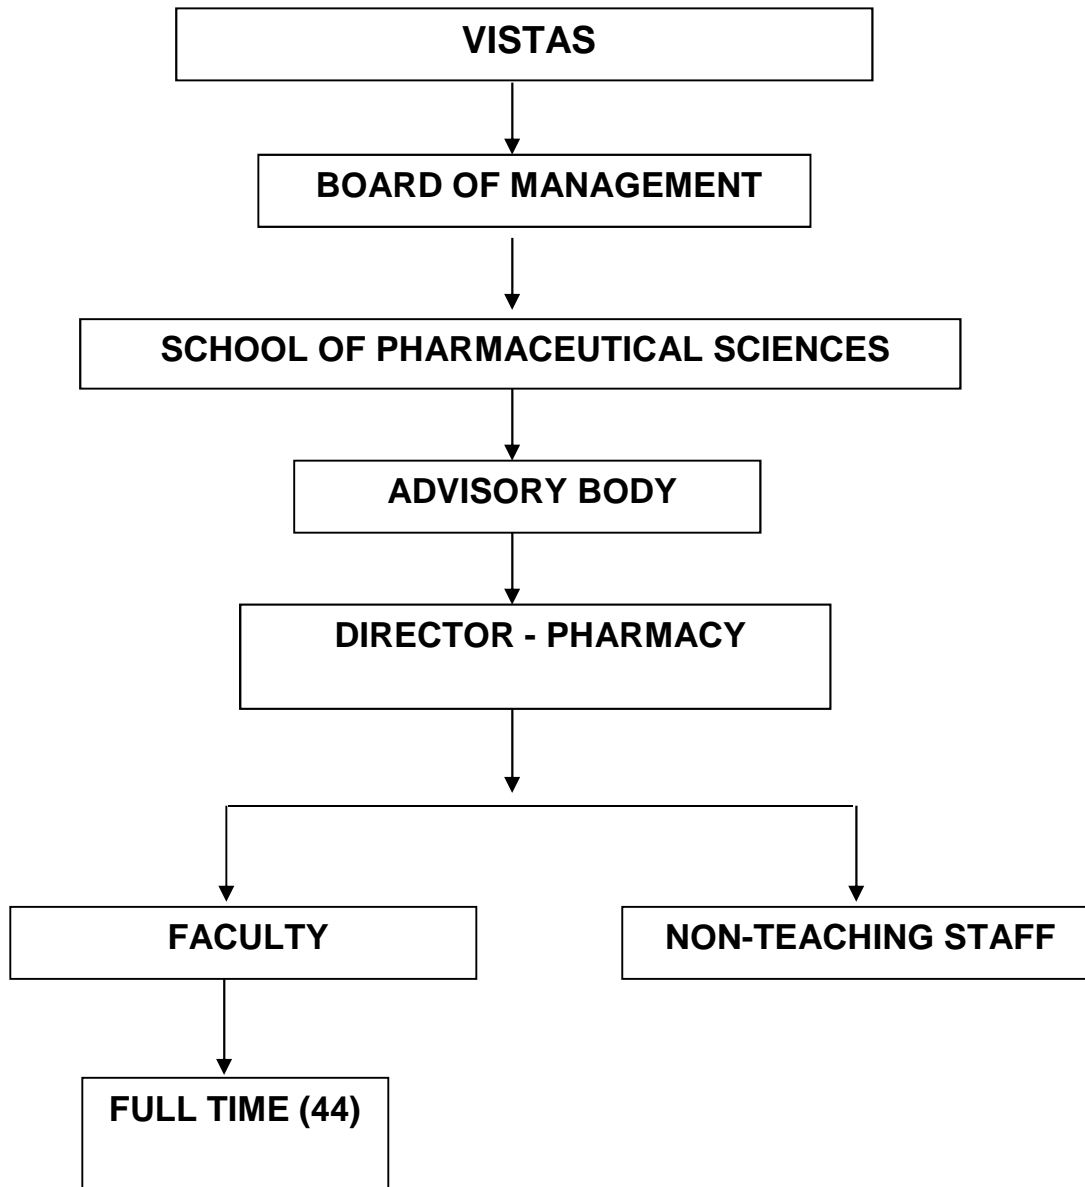 VISTAS
BOARD OF MANAGEMENT
SCHOOL OF PHARMACEUTICAL SCIENCES
ADVISORY BODY
DIRECTOR - PHARMACY
FACULTY
NON-TEACHING STAFF
FULL TIME (44)